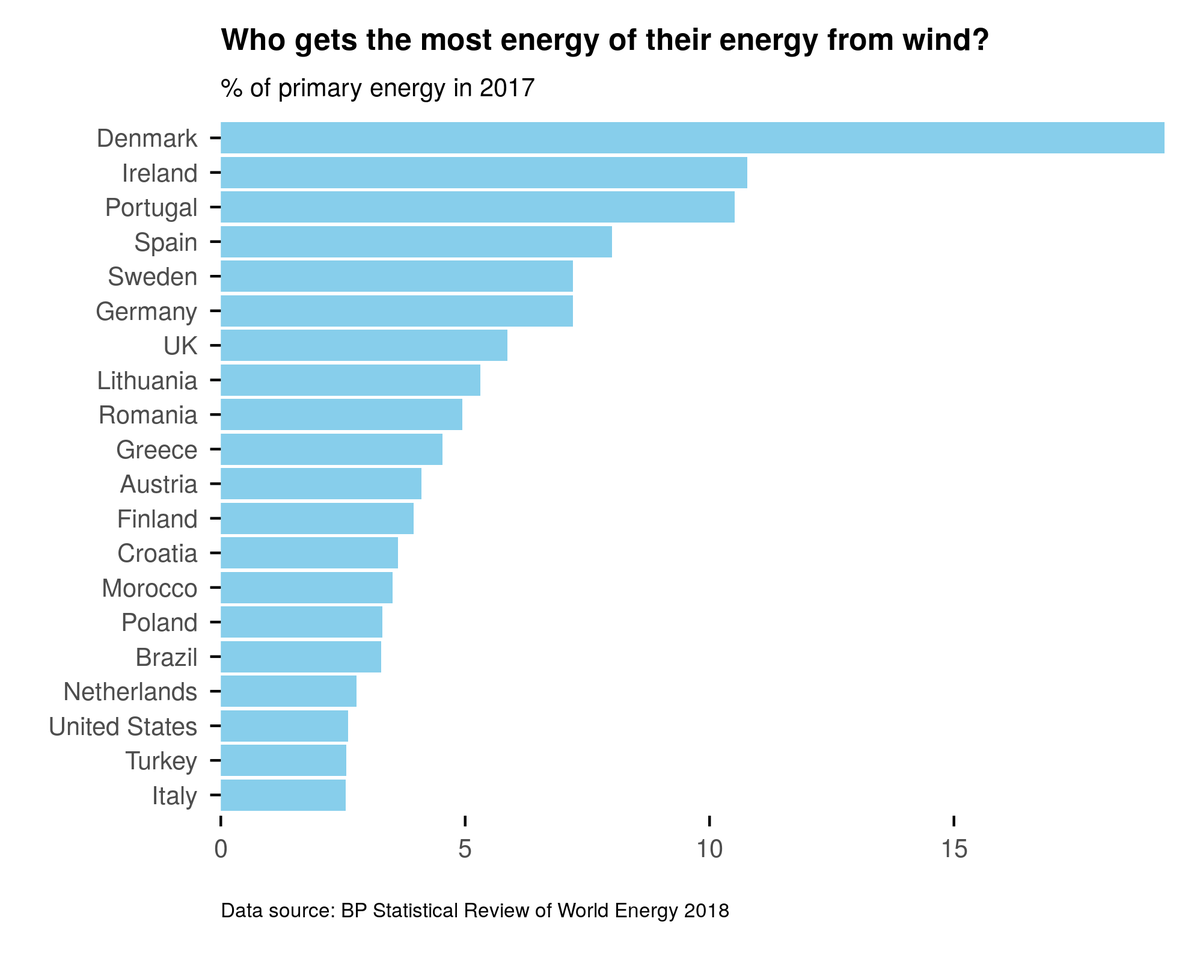 Who gets the most energy of their energy from wind?
% of primary energy in 2017
Denmark
Ireland
Portugal
Spain
Sweden
Germany
UK
Lithuania
Romania
Greece
Austria
Finland
Croatia
Morocco
Poland
Brazil
Netherlands
United States
Turkey
Italy
0 5 10 15
Data source: BP Statistical Review of World Energy 2018